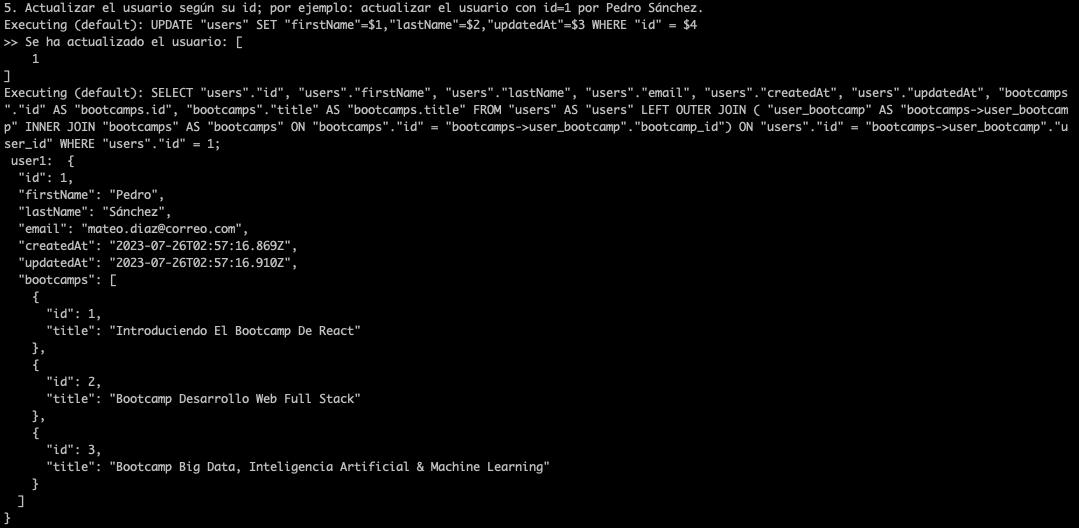 5. Actualizar el usuario según su id; por ejemplo: actualizar el usuario con id=1 por Pedro Sánchez.
Executing (default): UPDATE "users" SET "firstName"=$1,"lastName"=$2,"updatedAt"=$3 WHERE "id" = $4
>> Se ha actualizado el usuario: [
    1
]
Executing (default): SELECT "users"."id", "users"."firstName", "users"."lastName", "users"."email", "users"."createdAt", "users"."updatedAt", "bootcamps
"."id" AS "bootcamps.id", "bootcamps"."title" AS "bootcamps.title" FROM "users" AS "users" LEFT OUTER JOIN ( "user_bootcamp" AS "bootcamps->user_bootcam
p" INNER JOIN "bootcamps" AS "bootcamps" ON "bootcamps"."id" = "bootcamps->user_bootcamp"."bootcamp_id") ON "users"."id" = "bootcamps->user_bootcamp"."u
ser_id" WHERE "users"."id" = 1;
 user1:  {
  "id": 1,
  "firstName": "Pedro",
  "lastName": "Sánchez",
  "email": "mateo.diaz@correo.com",
  "createdAt": "2023-07-26T02:57:16.869Z",
  "updatedAt": "2023-07-26T02:57:16.910Z",
  "bootcamps": [
    {
      "id": 1,
      "title": "Introduciendo El Bootcamp De React"
    },
    {
      "id": 2,
      "title": "Bootcamp Desarrollo Web Full Stack"
    },
    {
      "id": 3,
      "title": "Bootcamp Big Data, Inteligencia Artificial & Machine Learning"
    }
  ]
}